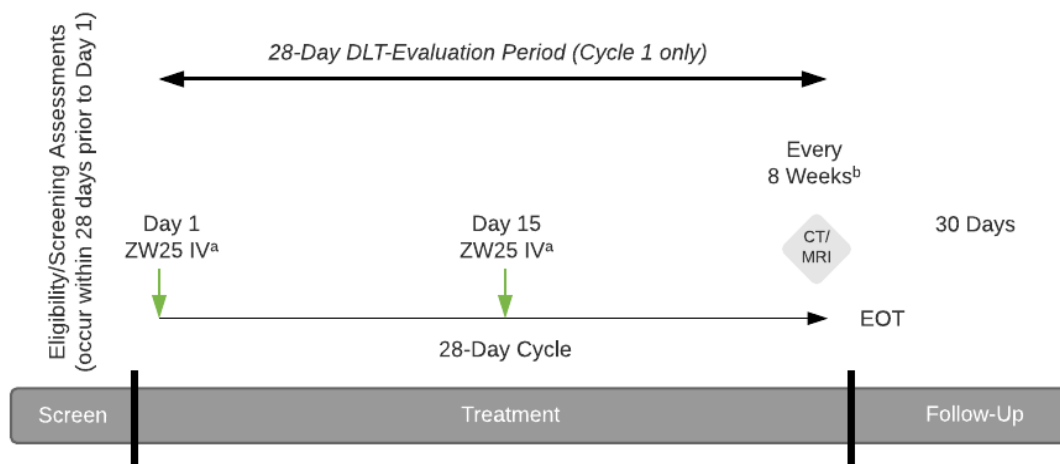 Eligibility/Screening Assessments
(occur within 28 days prior to Day 1)
28-Day DLT-Evaluation Period (Cycle 1 only)
Every
8 Weeksᵇ
Day 1
ZW25 IVᵃ
Day 15
ZW25 IVᵃ
CT/
MRI
30 Days
EOT
28-Day Cycle
Screen
Treatment
Follow-Up